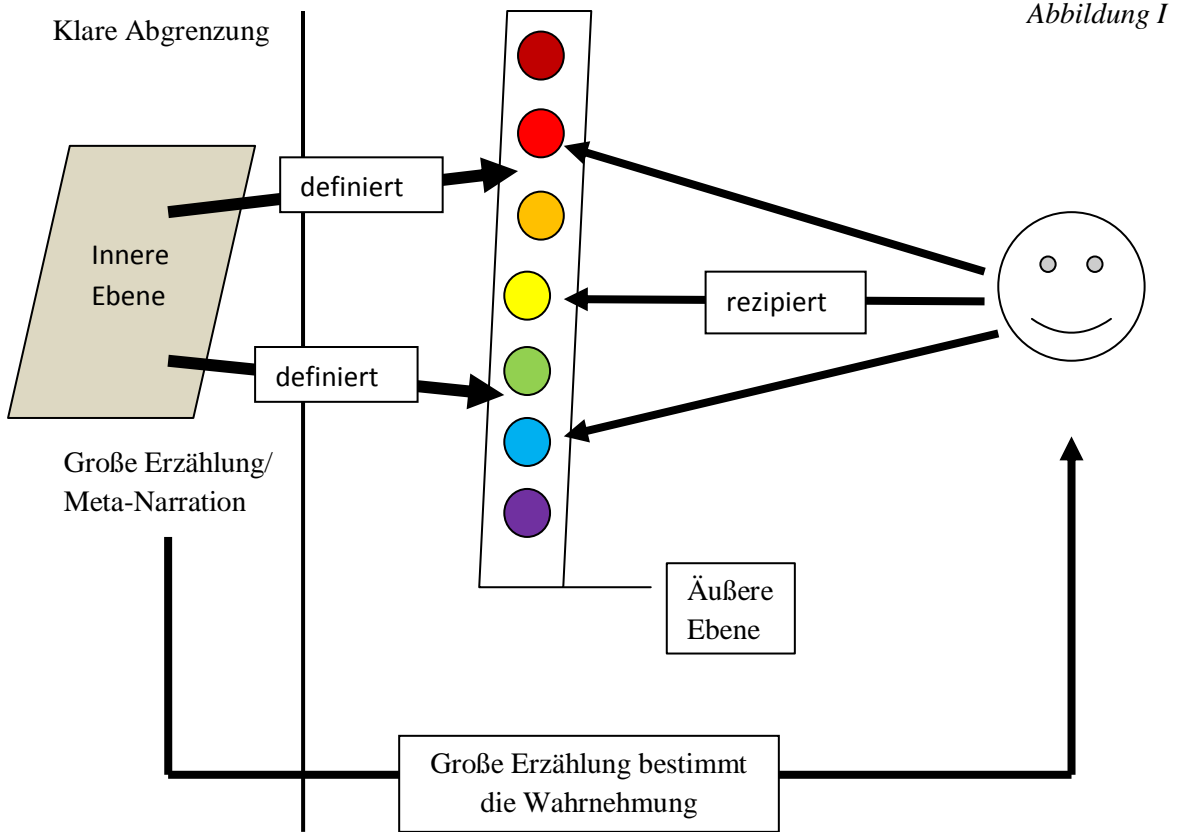 Abbildung I
Klare Abgrenzung
definiert
Innere
Ebene
rezipiert
definiert
Große Erzählung/
Meta-Narration
Äußere
Ebene
Große Erzählung bestimmt
die Wahrnehmung